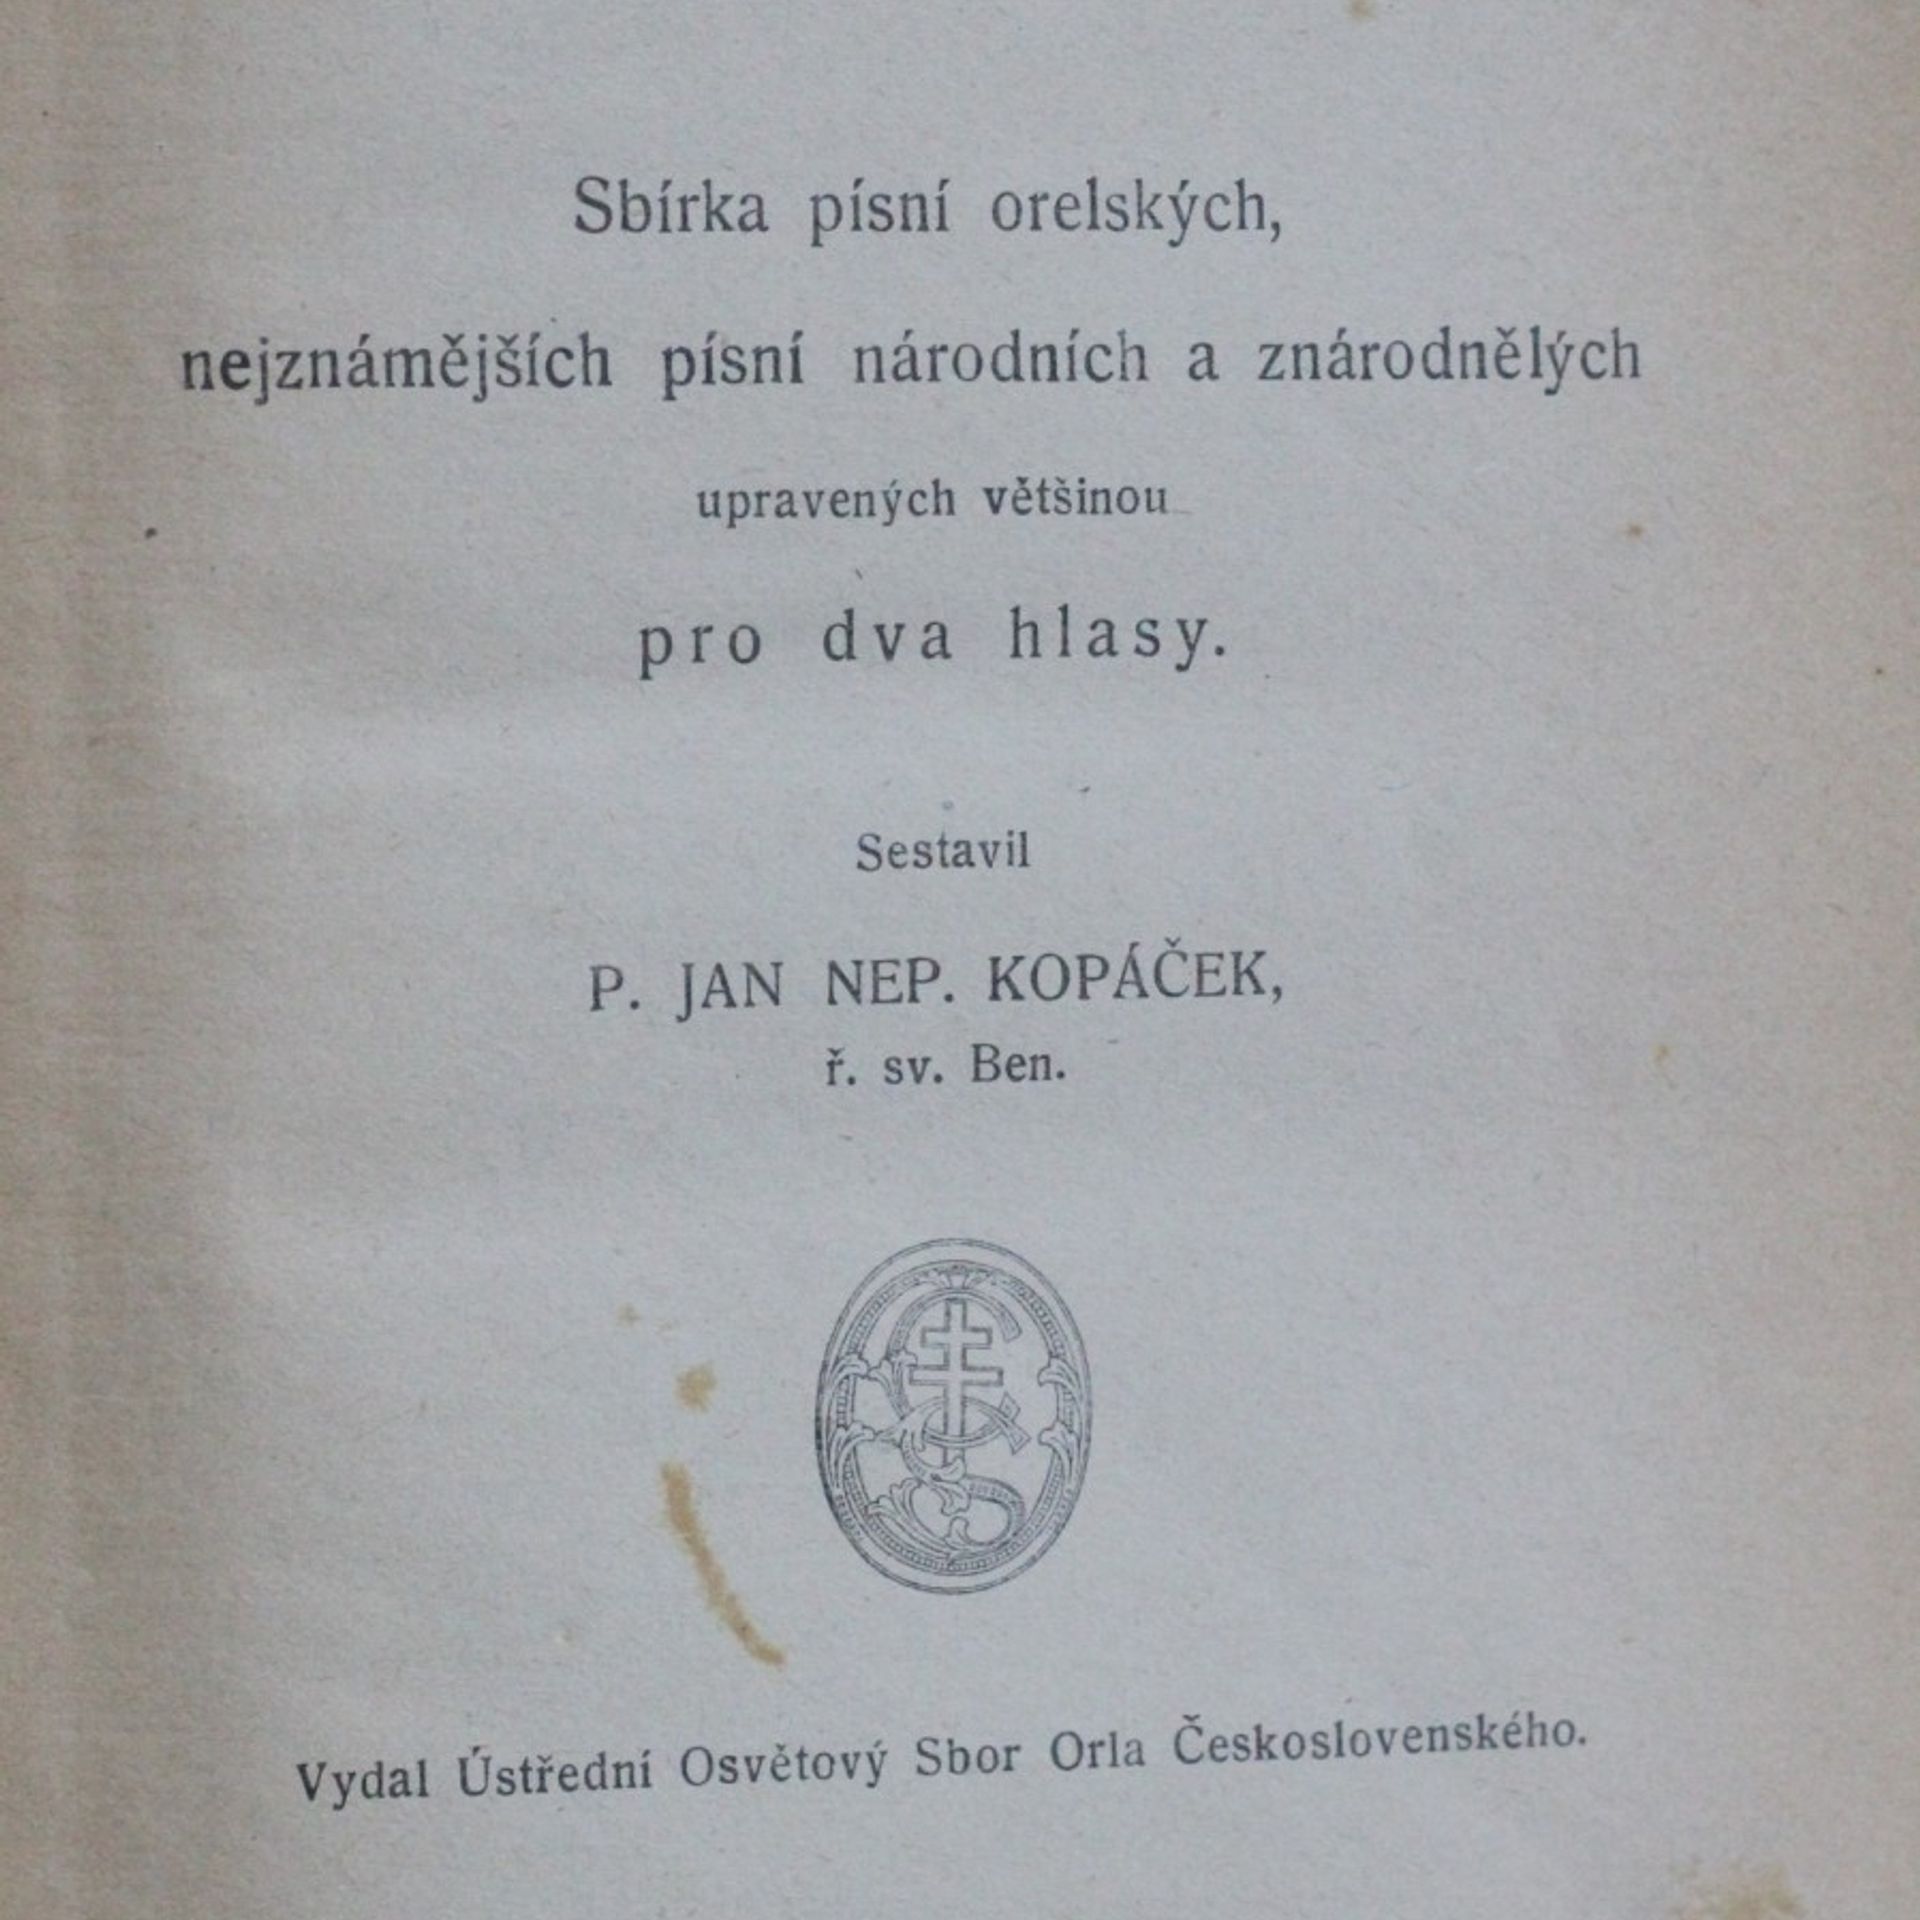 Sbírka písní orelských,
nejznámějších písní národních a znárodnělých
upravených většinou
pro dva hlasy.
Sestavil
P. JAN NEP. KOPÁČEK,
ř. sv. Ben.
Vydal Ústřední Osvětový Sbor Orla Československého.